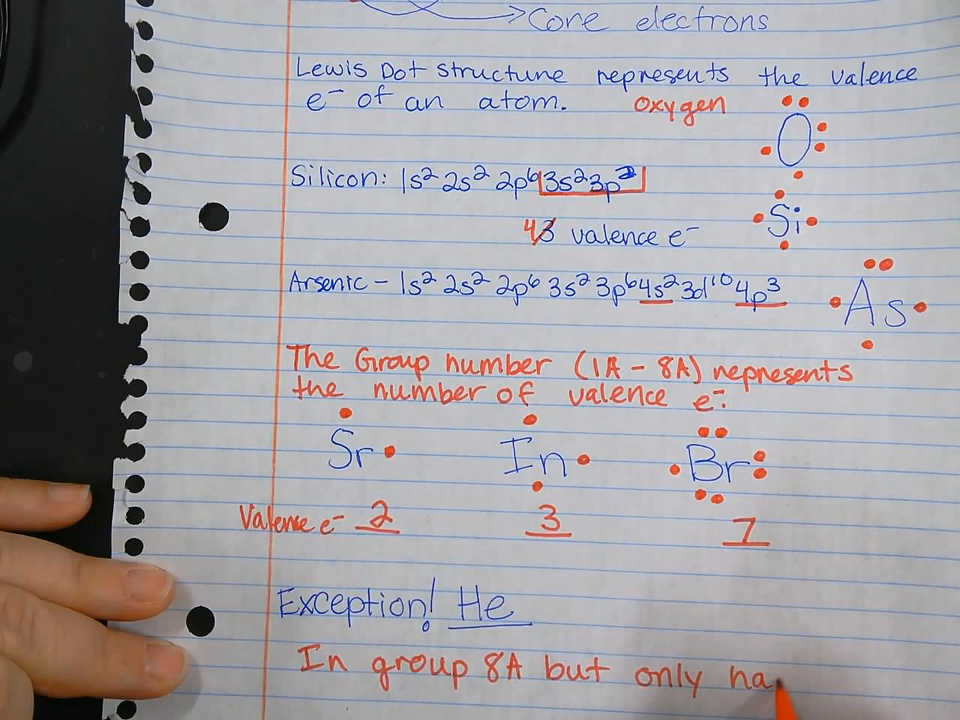 Core electrons
Lewis Dot structure represents the valence
e⁻ of an atom. oxygen
O
Silicon: 1s² 2s² 2p⁶ 3s² 3p²
Si
43 valence e⁻
Arsenic – 1s² 2s² 2p⁶ 3s² 3p⁶ 4s² 3d¹⁰ 4p³
As
The Group number (1A - 8A) represents
the number of valence e⁻.
Sr In Br
Valence e⁻ 2 3 7
Exception! He
In group 8A but only ha